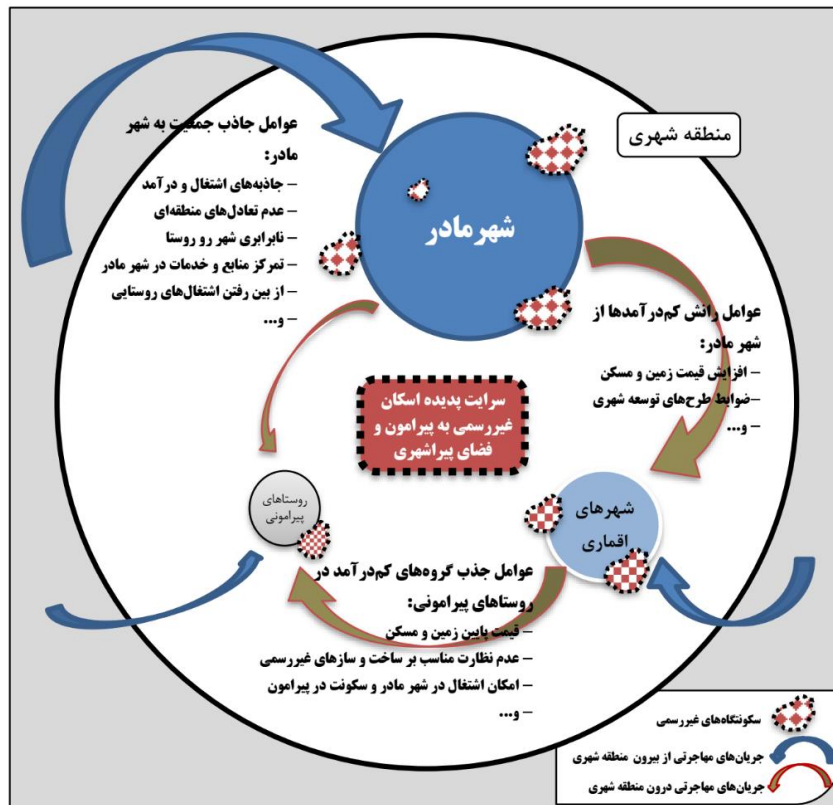 منطقه شهری
عوامل جاذب جمعیت به شهر
مادر:
– جاذبه‌های اشتغال و درآمد
– عدم تعادل‌های منطقه‌ای
– نابرابری شهر رو روستا
– تمرکز منابع و خدمات در شهر مادر
– از بین رفتن اشتغال‌های روستایی
– و...
شهر مادر
عوامل رانش کم‌درآمدها از
شهر مادر:
– افزایش قیمت زمین و مسکن
–ضوابط طرح‌های توسعه شهری
– و...
سرایت پدیده اسکان
غیررسمی به پیرامون و
فضای پیراشهری
شهرهای
اقماری
روستاهای
پیرامونی
عوامل جذب گروه‌های کم‌درآمد در
روستاهای پیرامونی:
– قیمت پایین زمین و مسکن
– عدم نظارت مناسب بر ساخت و سازهای غیررسمی
– امکان اشتغال در شهر مادر و سکونت در پیرامون
– و...
سکونتگاه‌های غیررسمی
جریان‌های مهاجرتی از بیرون منطقه شهری
جریان‌های مهاجرتی درون منطقه شهری